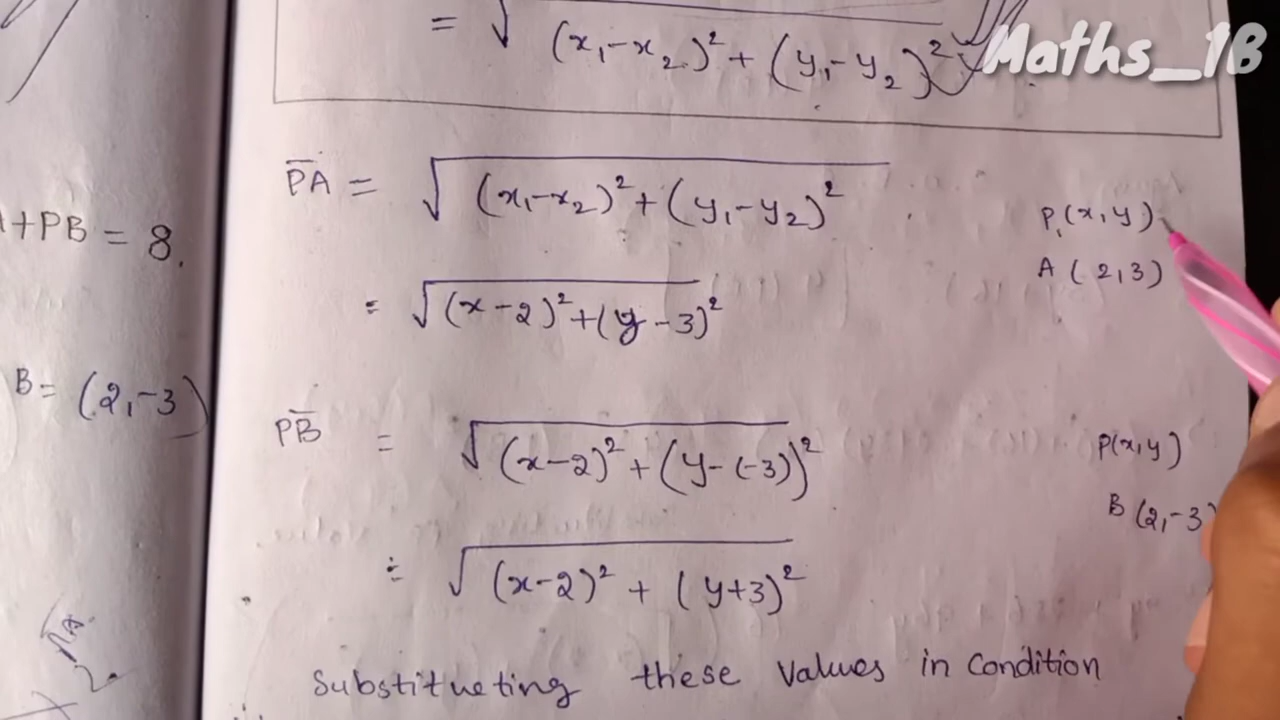 = √(x₁-x₂)² + (y₁-y₂)²
Maths_1B
P̅A̅ = √(x₁-x₂)² + (y₁-y₂)²
P,(x,y)
A (2,3)
= √(x-2)² + (y-3)²
+PB = 8.
B = (2,-3)
P̅B̅ = √(x-2)² + (y-(-3))²
P(x,y)
B (2,-3
= √(x-2)² + (y+3)²
Substitueting these Values in Condition